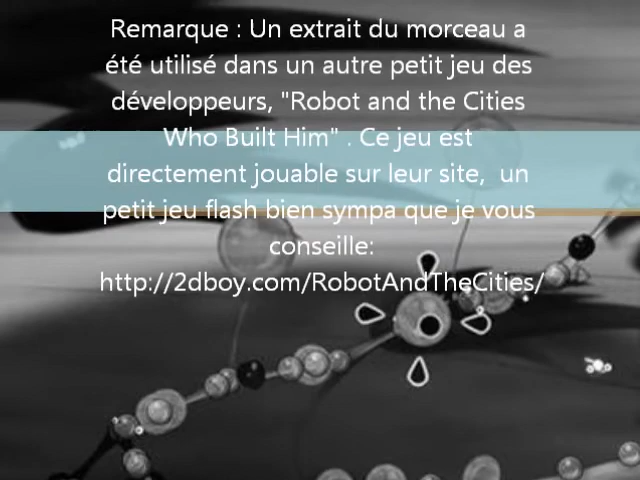 Remarque : Un extrait du morceau a
été utilisé dans un autre petit jeu des
développeurs, "Robot and the Cities
Who Built Him" . Ce jeu est
directement jouable sur leur site,  un
petit jeu flash bien sympa que je vous
conseille:
http://2dboy.com/RobotAndTheCities/